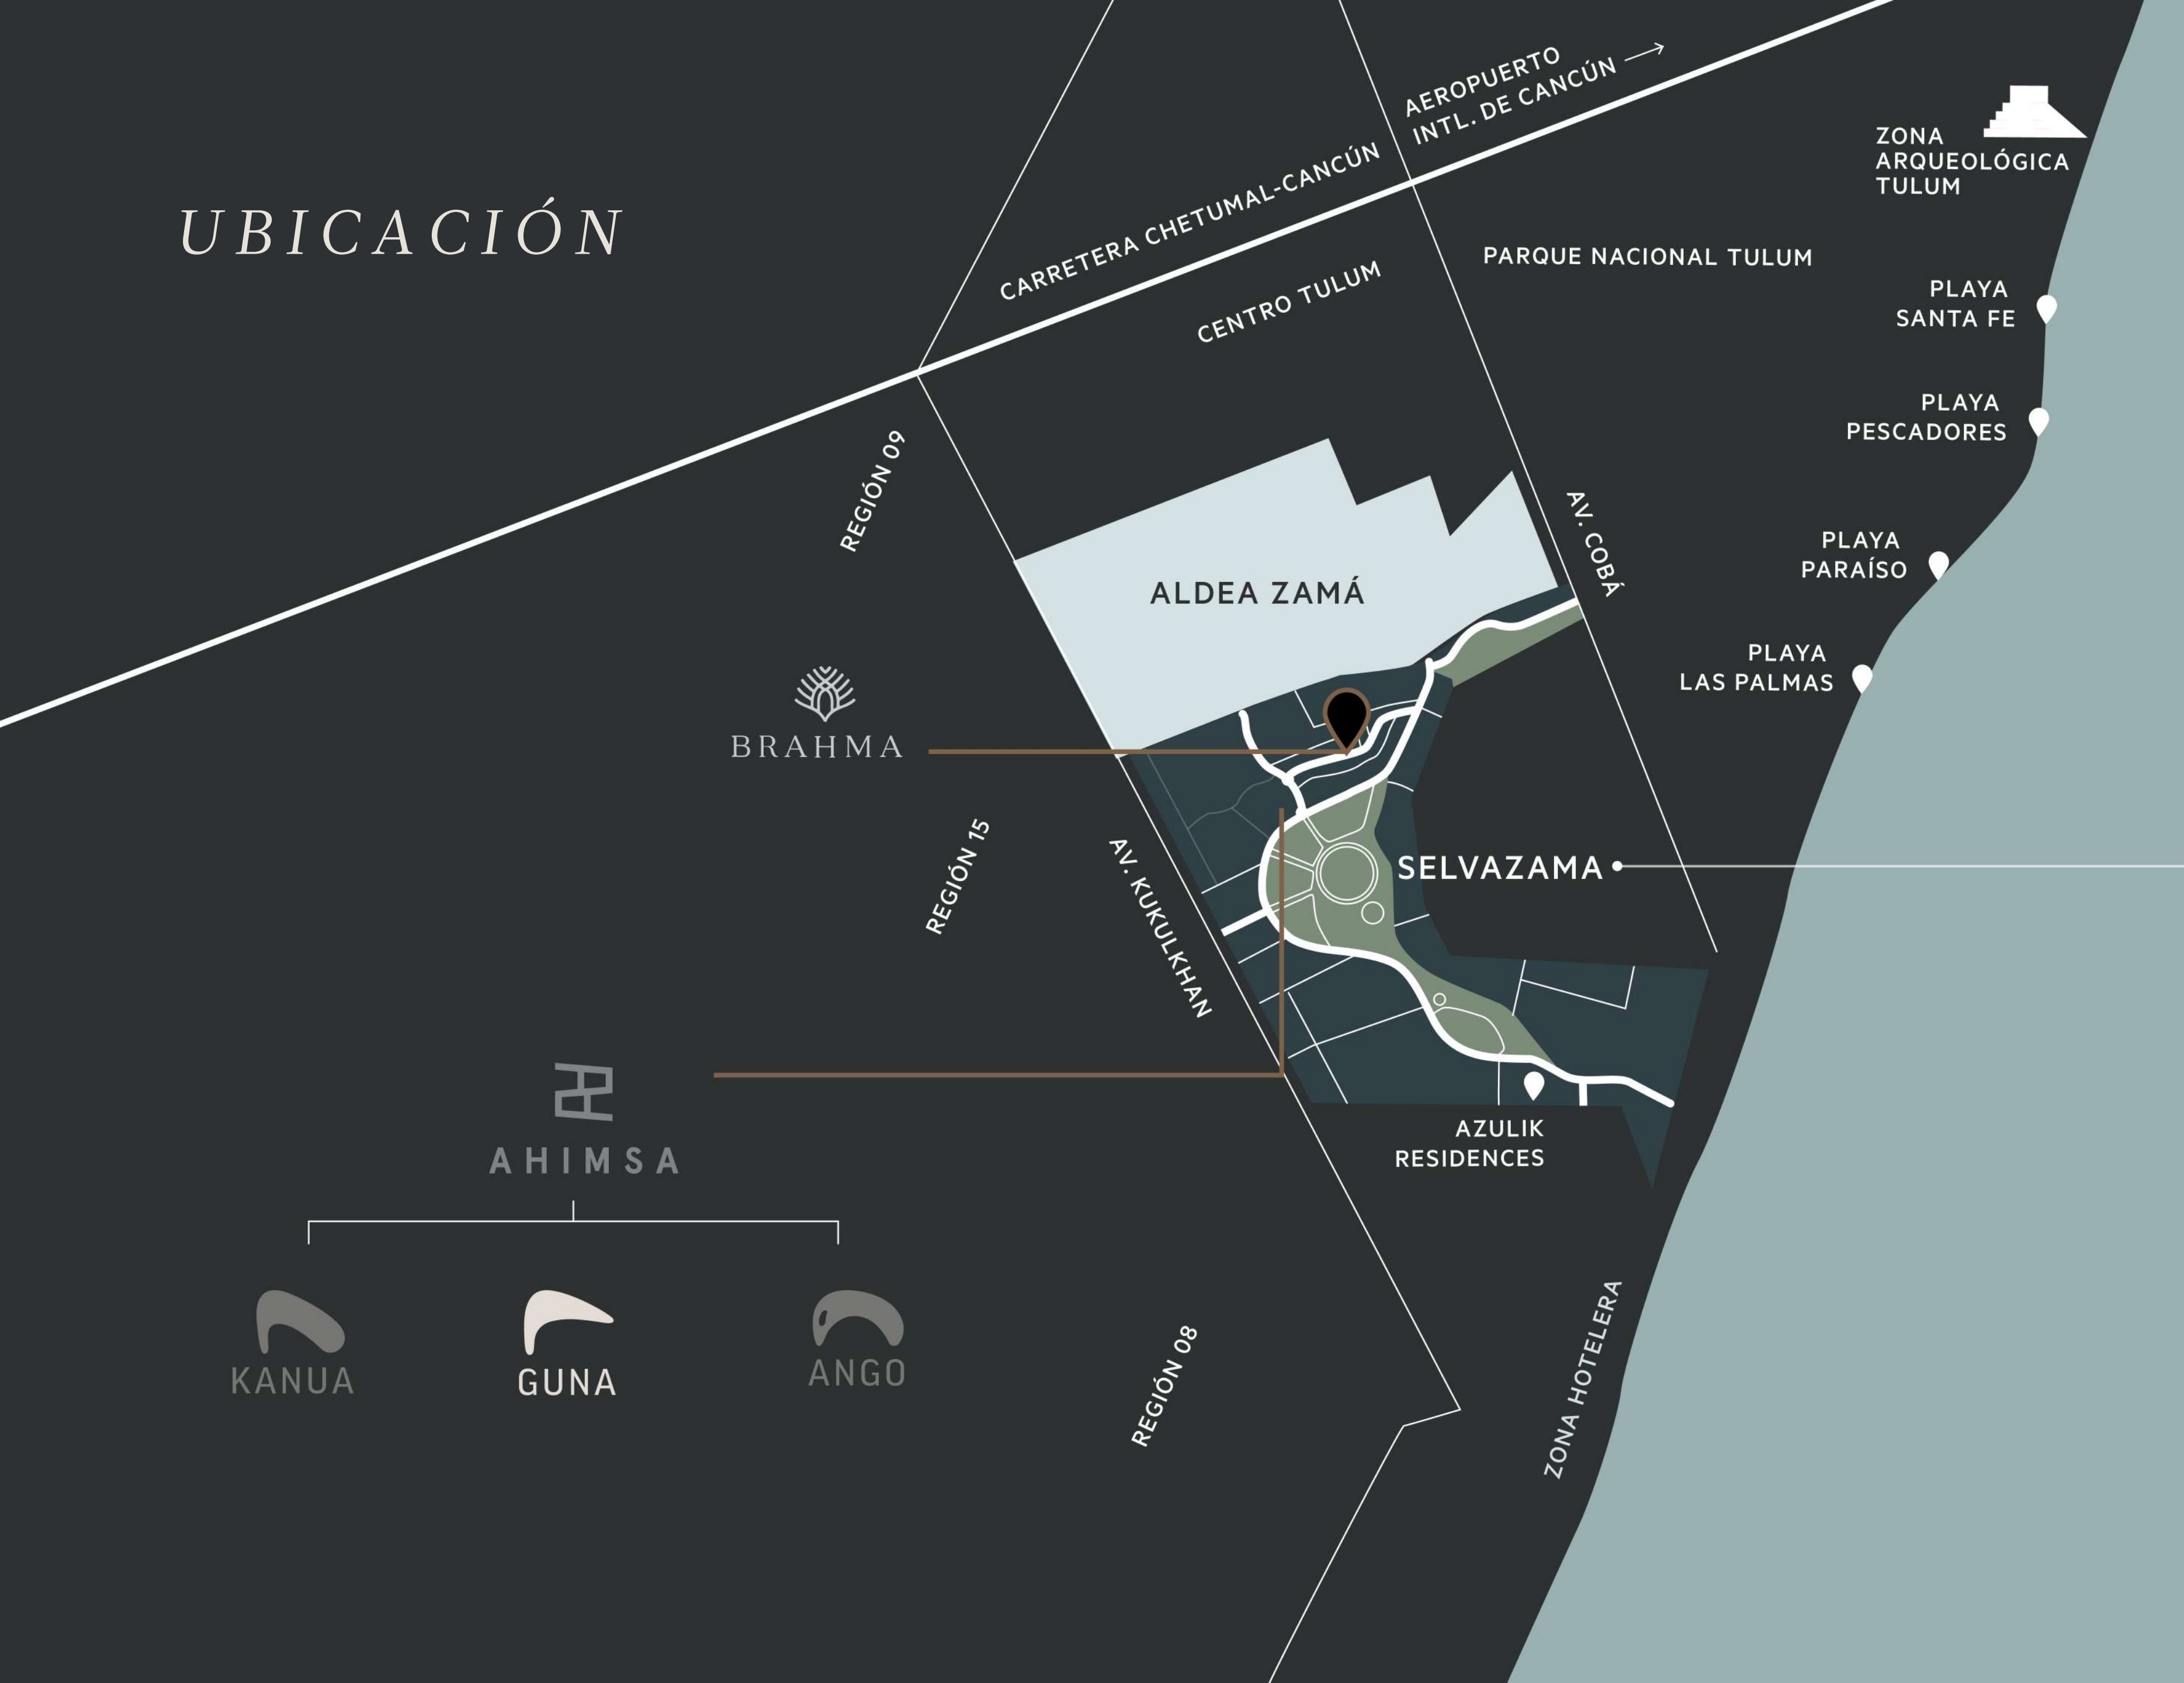 UBICACIÓN
AEROPUERTO
INTL. DE CANCÚN
CARRETERA CHETUMAL-CANCÚN
CENTRO TULUM
ZONA
ARQUEOLÓGICA
TULUM
PARQUE NACIONAL TULUM
PLAYA
SANTA FE
PLAYA
PESCADORES
REGIÓN 09
AV. COBÁ
PLAYA
PARAÍSO
ALDEA ZAMÁ
PLAYA
LAS PALMAS
BRAHMA
REGIÓN 15
AV. KUKULKHAN
SELVAZAMA
AHIMSA
AZULIK
RESIDENCES
KANUA
GUNA
ANGO
REGIÓN 08
ZONA HOTELERA